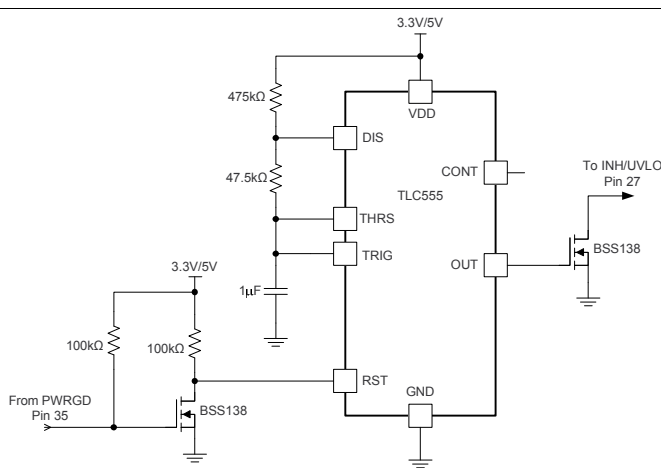 3.3V/5V
475kΩ
VDD
DIS
CONT
To INH/UVLO
Pin 27
47.5kΩ
TLC555
THRS
BSS138
TRIG
OUT
3.3V/5V
1μF
100kΩ
100kΩ
RST
GND
From PWRGD
Pin 35
BSS138